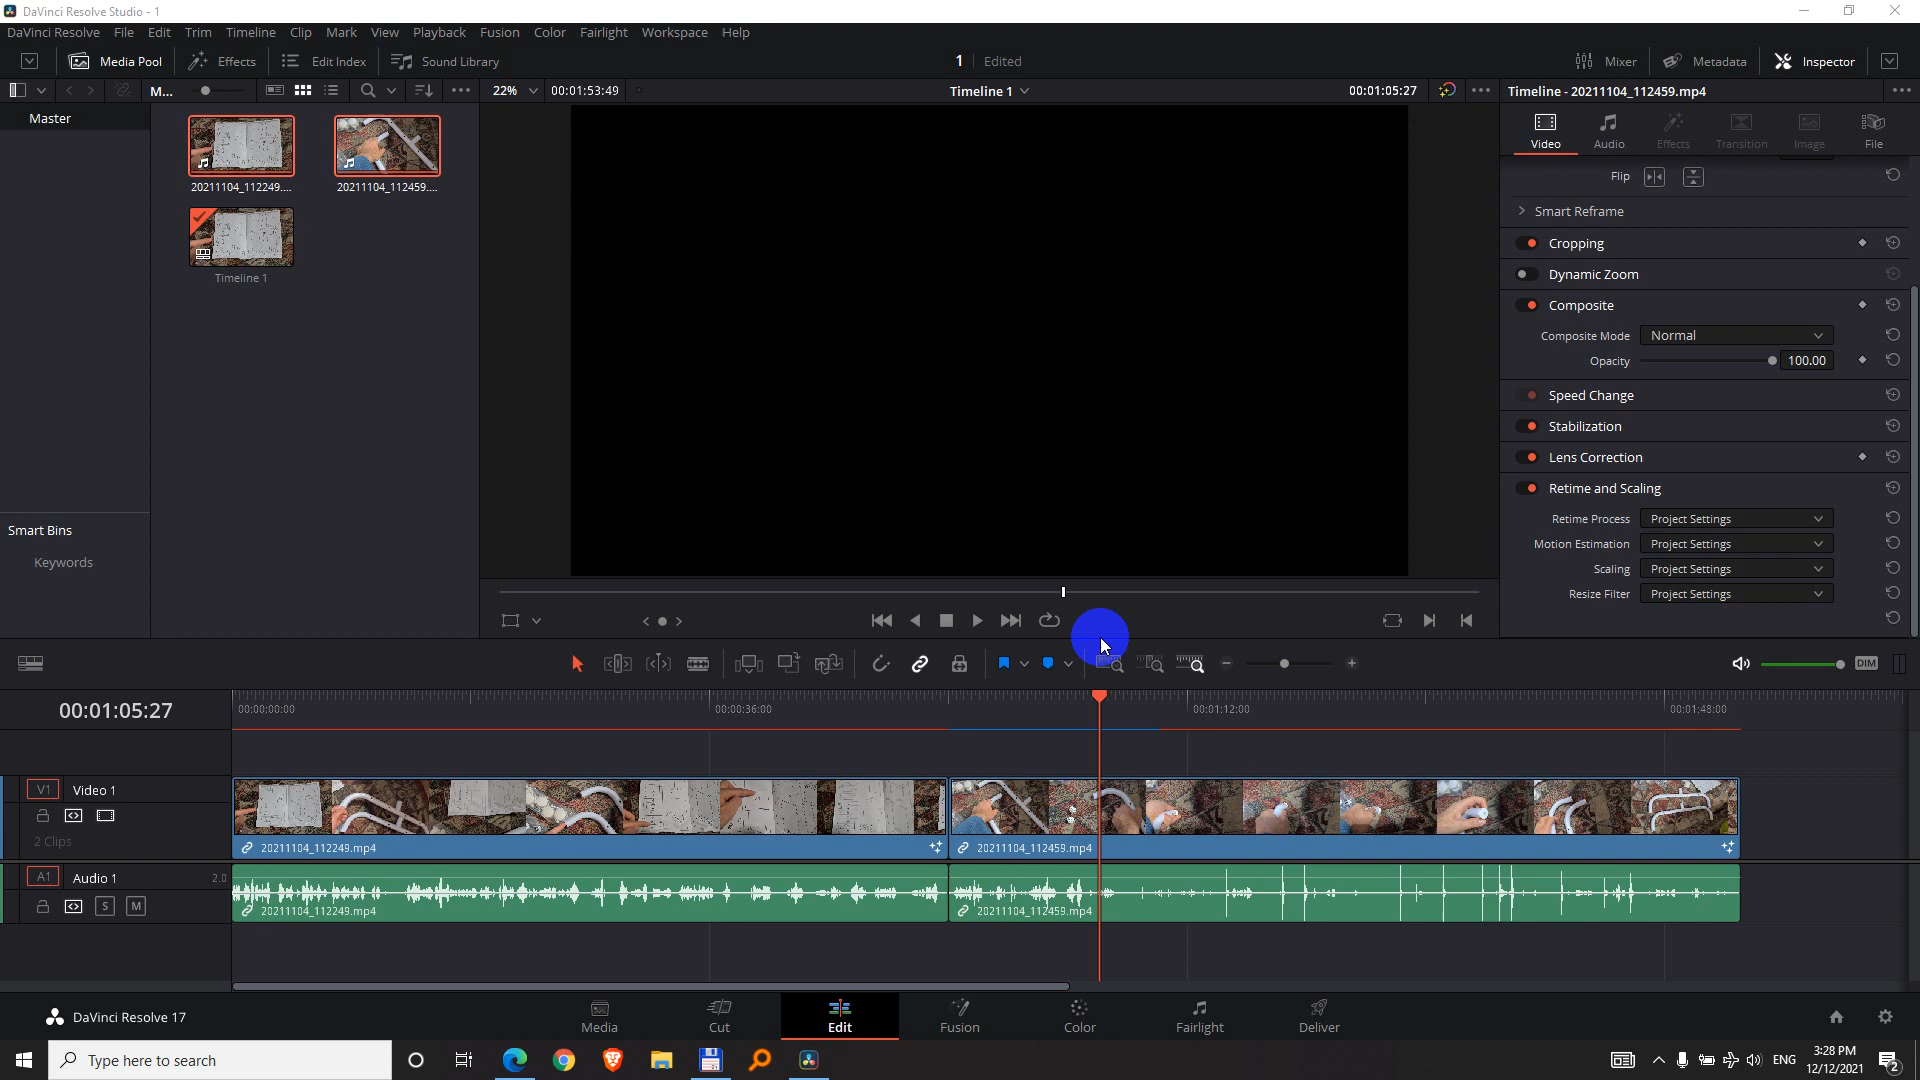 DaVinci Resolve Studio - 1
DaVinci Resolve File Edit Trim Timeline Clip Mark View Playback Fusion Color Fairlight Workspace Help
Media Pool Effects Edit Index Sound Library 1 Edited Mixer Metadata Inspector
M... 22% 00:01:53:49 Timeline 1 00:01:05:27 Timeline - 20211104_112459.mp4
Master
Video Audio Effects Transition Image File
20211104_112249.... 20211104_112459....
Timeline 1
Smart Bins
Keywords
Flip
Smart Reframe
Cropping
Dynamic Zoom
Composite
Composite Mode Normal
Opacity 100.00
Speed Change
Stabilization
Lens Correction
Retime and Scaling
Retime Process Project Settings
Motion Estimation Project Settings
Scaling Project Settings
Resize Filter Project Settings
DIM
00:01:05:27 00:00:00:00 00:00:36:00 00:01:12:00 00:01:48:00
V1 Video 1
2 Clips
20211104_112249.mp4 20211104_112459.mp4
A1 Audio 1 2.0
S M
20211104_112249.mp4 20211104_112459.mp4
DaVinci Resolve 17 Media Cut Edit Fusion Color Fairlight Deliver
Type here to search ENG 3:28 PM
12/12/2021 2